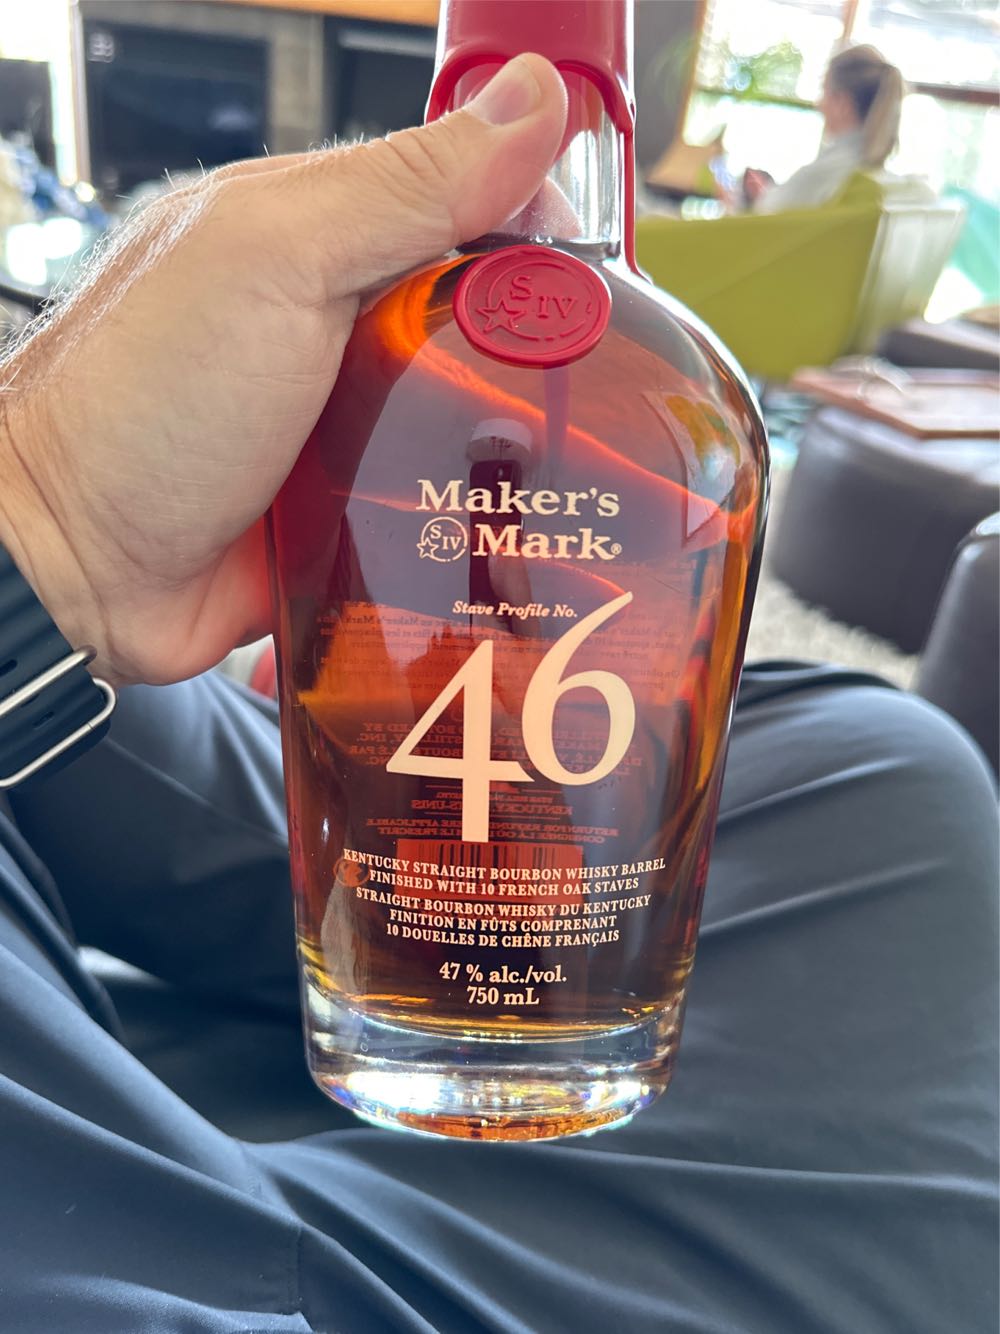 S IV
Maker's
S IV Mark®
Stave Profile No.
46
KENTUCKY STRAIGHT BOURBON WHISKY BARREL
FINISHED WITH 10 FRENCH OAK STAVES
STRAIGHT BOURBON WHISKY DU KENTUCKY
FINITION EN FÛTS COMPRENANT
10 DOUELLES DE CHÊNE FRANÇAIS
47 % alc./vol.
750 mL